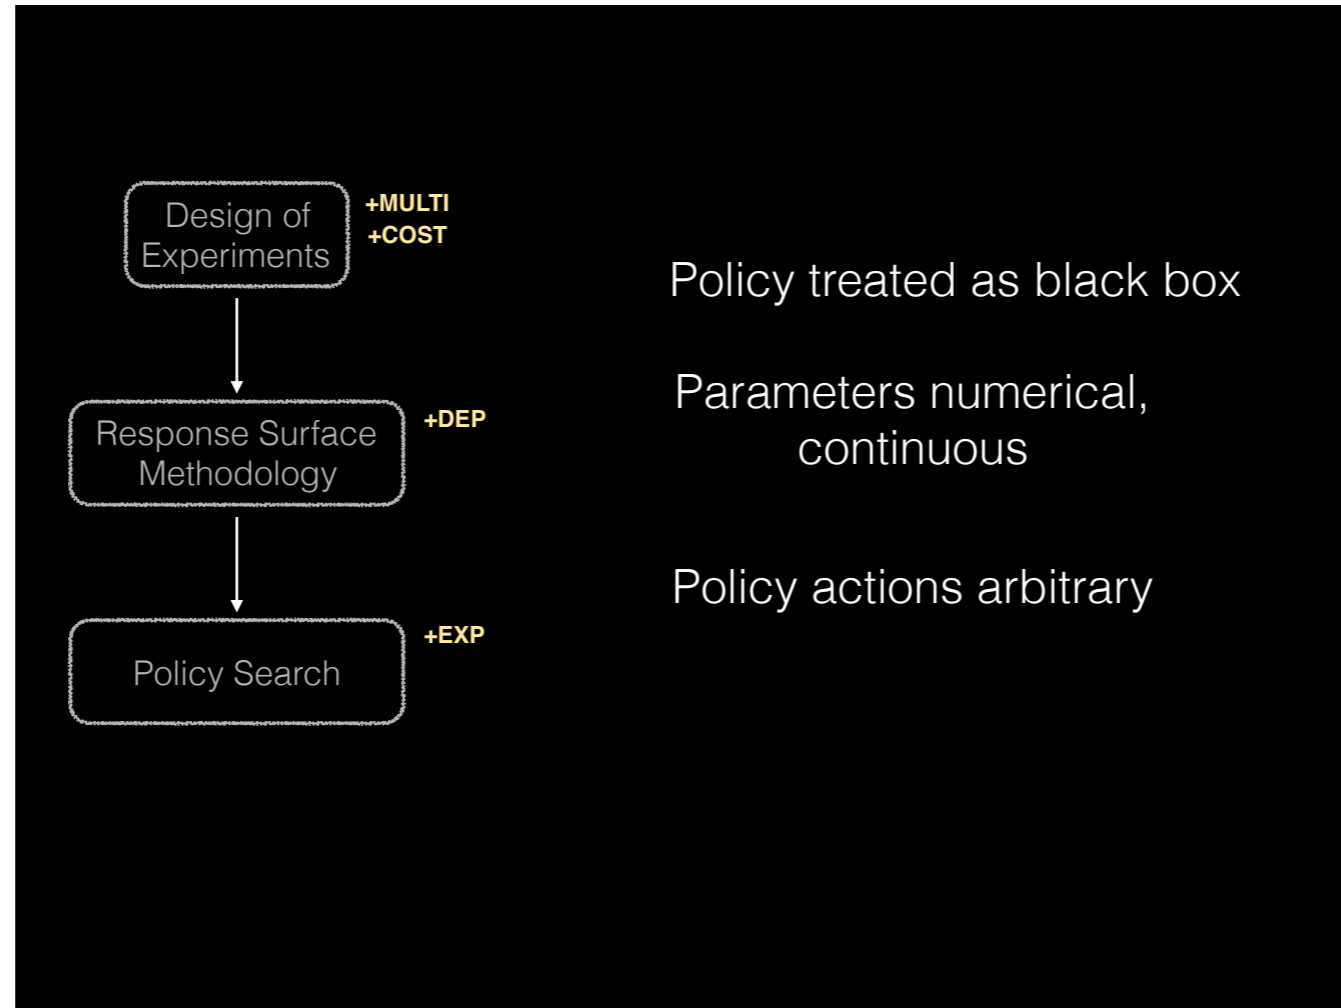 Design of
Experiments
+MULTI
+COST
Response Surface
Methodology
+DEP
Policy Search
+EXP
Policy treated as black box
Parameters numerical,
continuous
Policy actions arbitrary